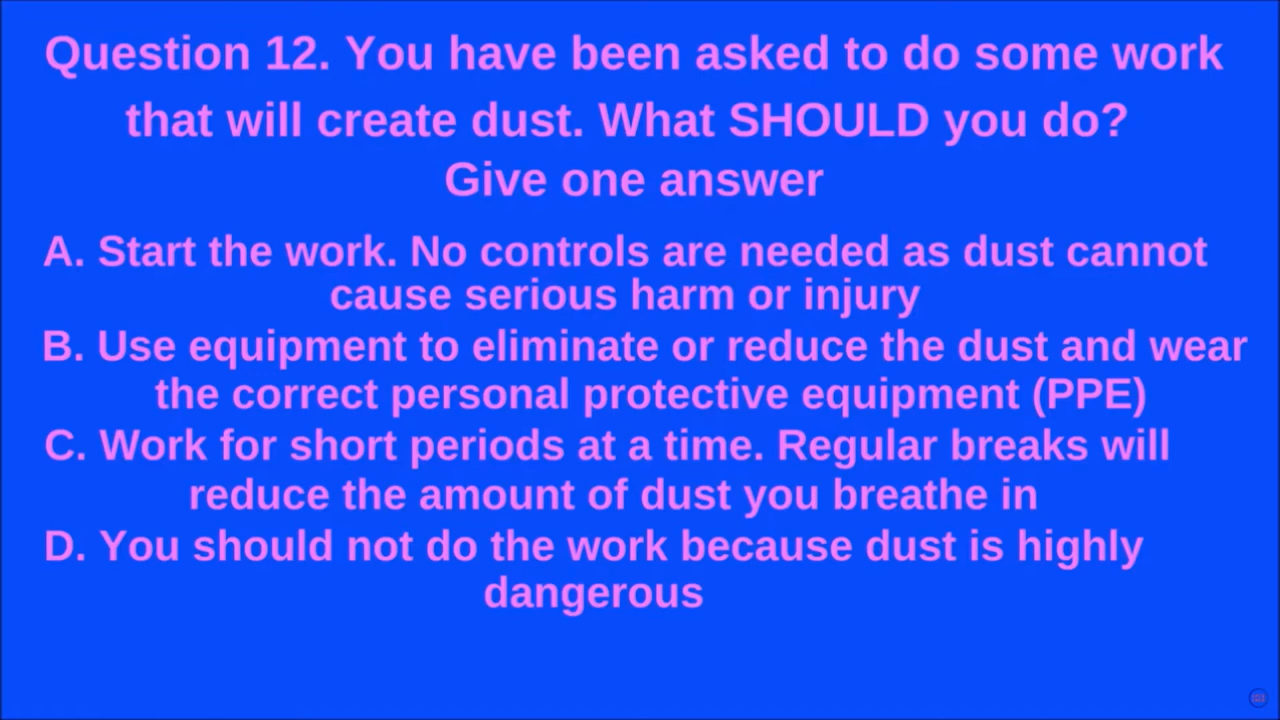 Question 12. You have been asked to do some work
that will create dust. What SHOULD you do?
Give one answer
A. Start the work. No controls are needed as dust cannot
cause serious harm or injury
B. Use equipment to eliminate or reduce the dust and wear
the correct personal protective equipment (PPE)
C. Work for short periods at a time. Regular breaks will
reduce the amount of dust you breathe in
D. You should not do the work because dust is highly
dangerous